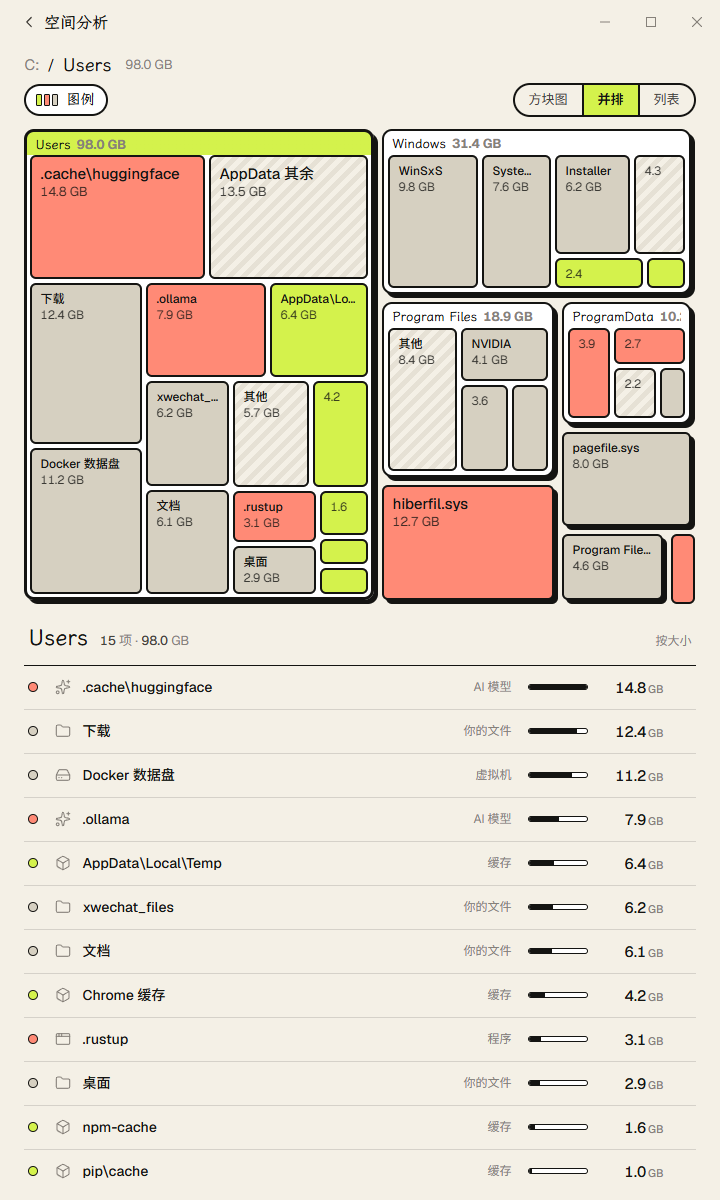 空间分析
C: / Users 98.0 GB
图例
方块图 并排 列表
Users 98.0 GB
.cache\huggingface
14.8 GB
AppData 其余
13.5 GB
下载
12.4 GB
.ollama
7.9 GB
AppData\Lo...
6.4 GB
xwechat_...
6.2 GB
其他
5.7 GB
4.2
Docker 数据盘
11.2 GB
文档
6.1 GB
.rustup
3.1 GB
1.6
桌面
2.9 GB
Windows 31.4 GB
WinSxS
9.8 GB
Syste...
7.6 GB
Installer
6.2 GB
4.3
2.4
Program Files 18.9 GB
其他
8.4 GB
NVIDIA
4.1 GB
3.6
ProgramData 10.
3.9
2.7
2.2
pagefile.sys
8.0 GB
hiberfil.sys
12.7 GB
Program File...
4.6 GB
Users 15 项 · 98.0 GB 按大小
.cache\huggingface AI 模型 14.8 GB
下载 你的文件 12.4 GB
Docker 数据盘 虚拟机 11.2 GB
.ollama AI 模型 7.9 GB
AppData\Local\Temp 缓存 6.4 GB
xwechat_files 你的文件 6.2 GB
文档 你的文件 6.1 GB
Chrome 缓存 缓存 4.2 GB
.rustup 程序 3.1 GB
桌面 你的文件 2.9 GB
npm-cache 缓存 1.6 GB
pip\cache 缓存 1.0 GB